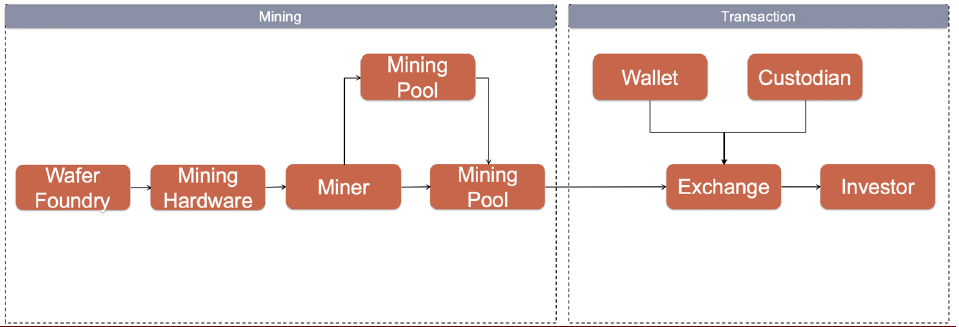 Mining
Transaction
Mining
Pool
Wallet
Custodian
Wafer
Foundry
Mining
Hardware
Miner
Mining
Pool
Exchange
Investor